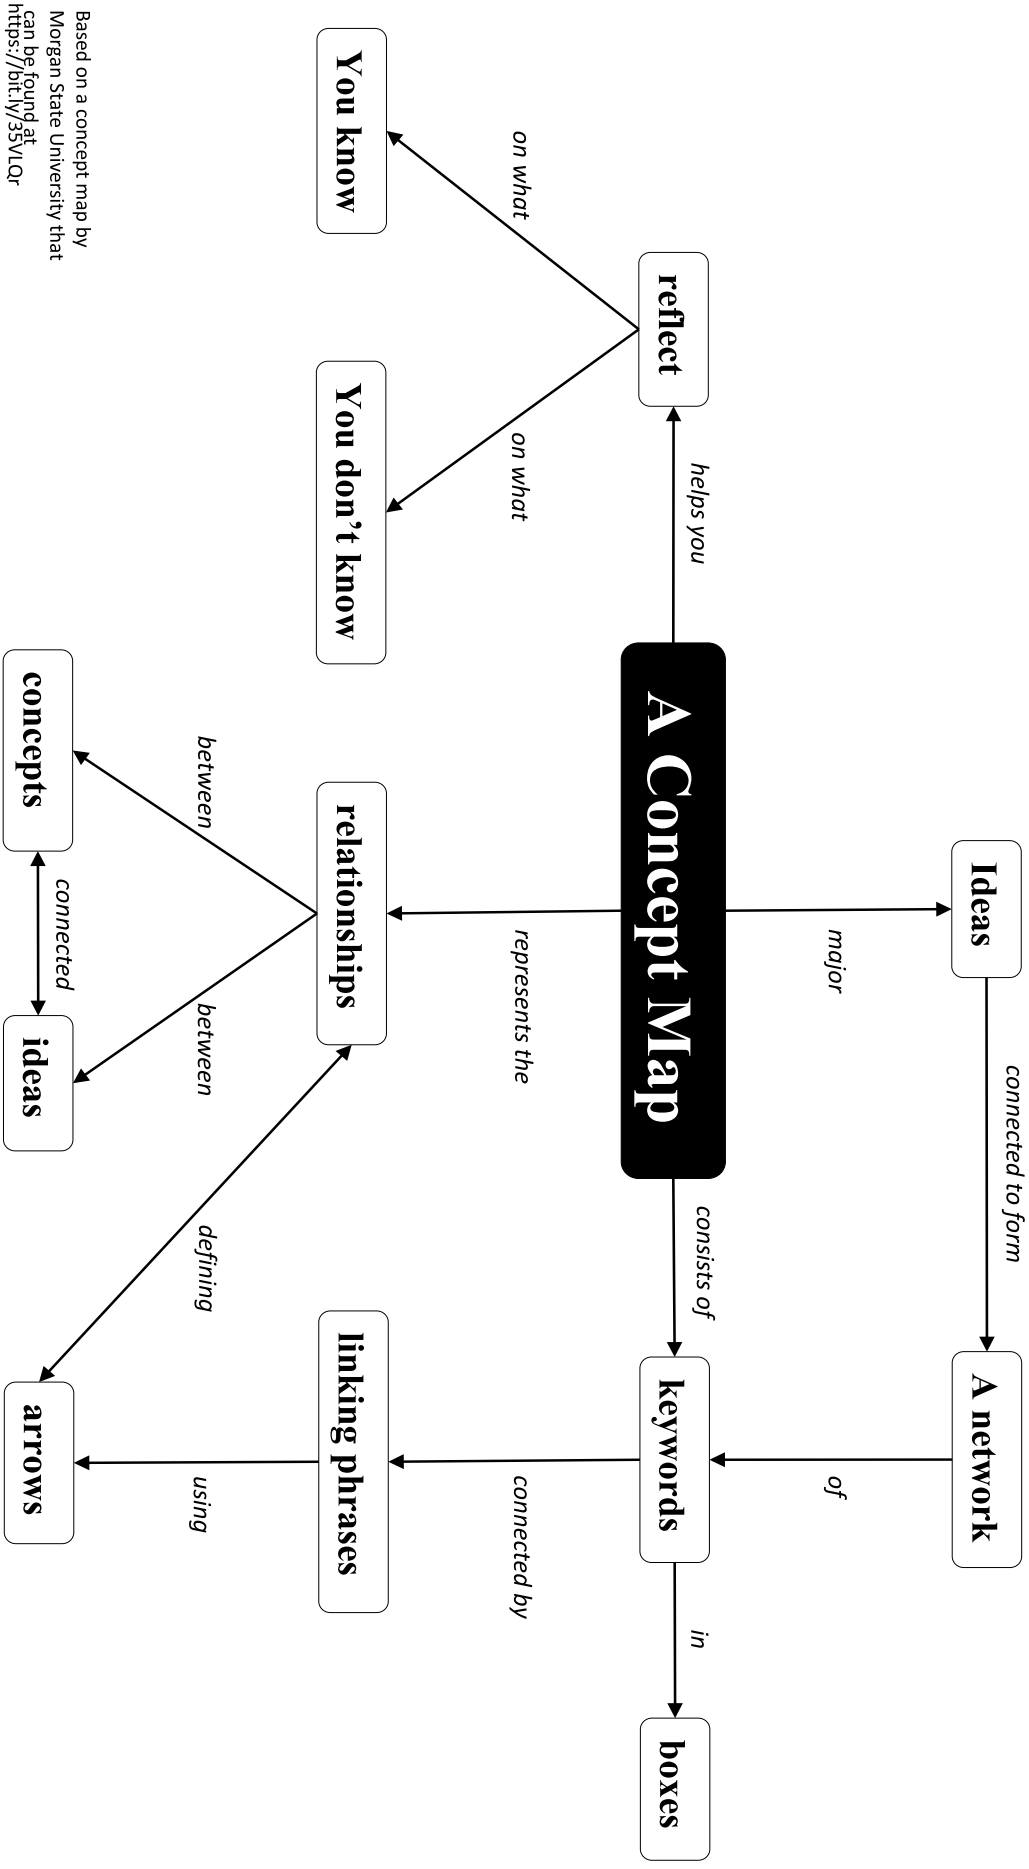 Ideas
connected to form
A network
major
of
reflect
helps you
A Concept Map
consists of
keywords
in
boxes
on what
on what
represents the
connected by
You know
You don’t know
relationships
linking phrases
between
between
defining
using
concepts
connected
ideas
arrows
Based on a concept map by
Morgan State University that
can be found at
https://bit.ly/35VLQr